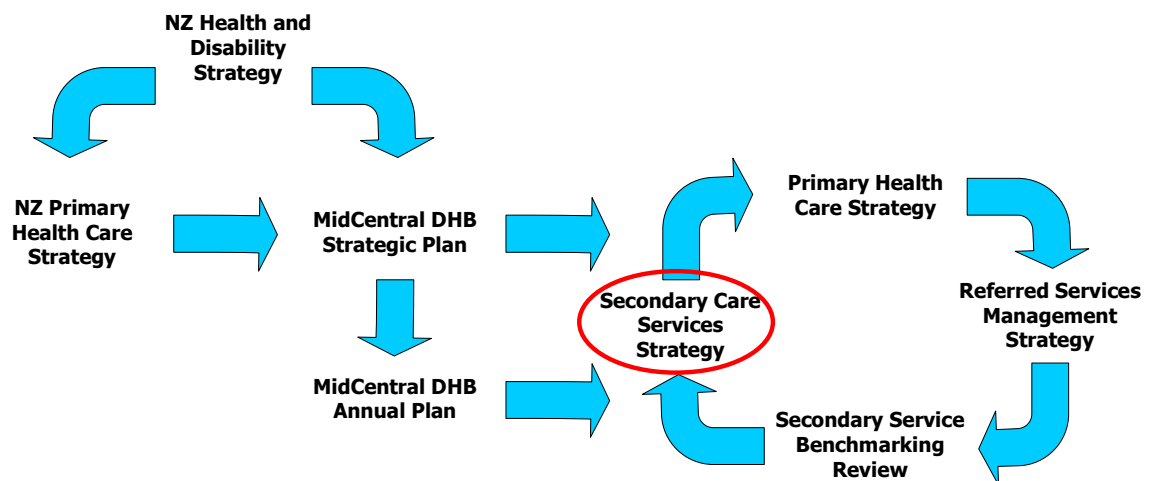 NZ Health and
Disability
Strategy
NZ Primary
Health Care
Strategy
MidCentral DHB
Strategic Plan
MidCentral DHB
Annual Plan
Secondary Care
Services
Strategy
Primary Health
Care Strategy
Referred Services
Management
Strategy
Secondary Service
Benchmarking
Review